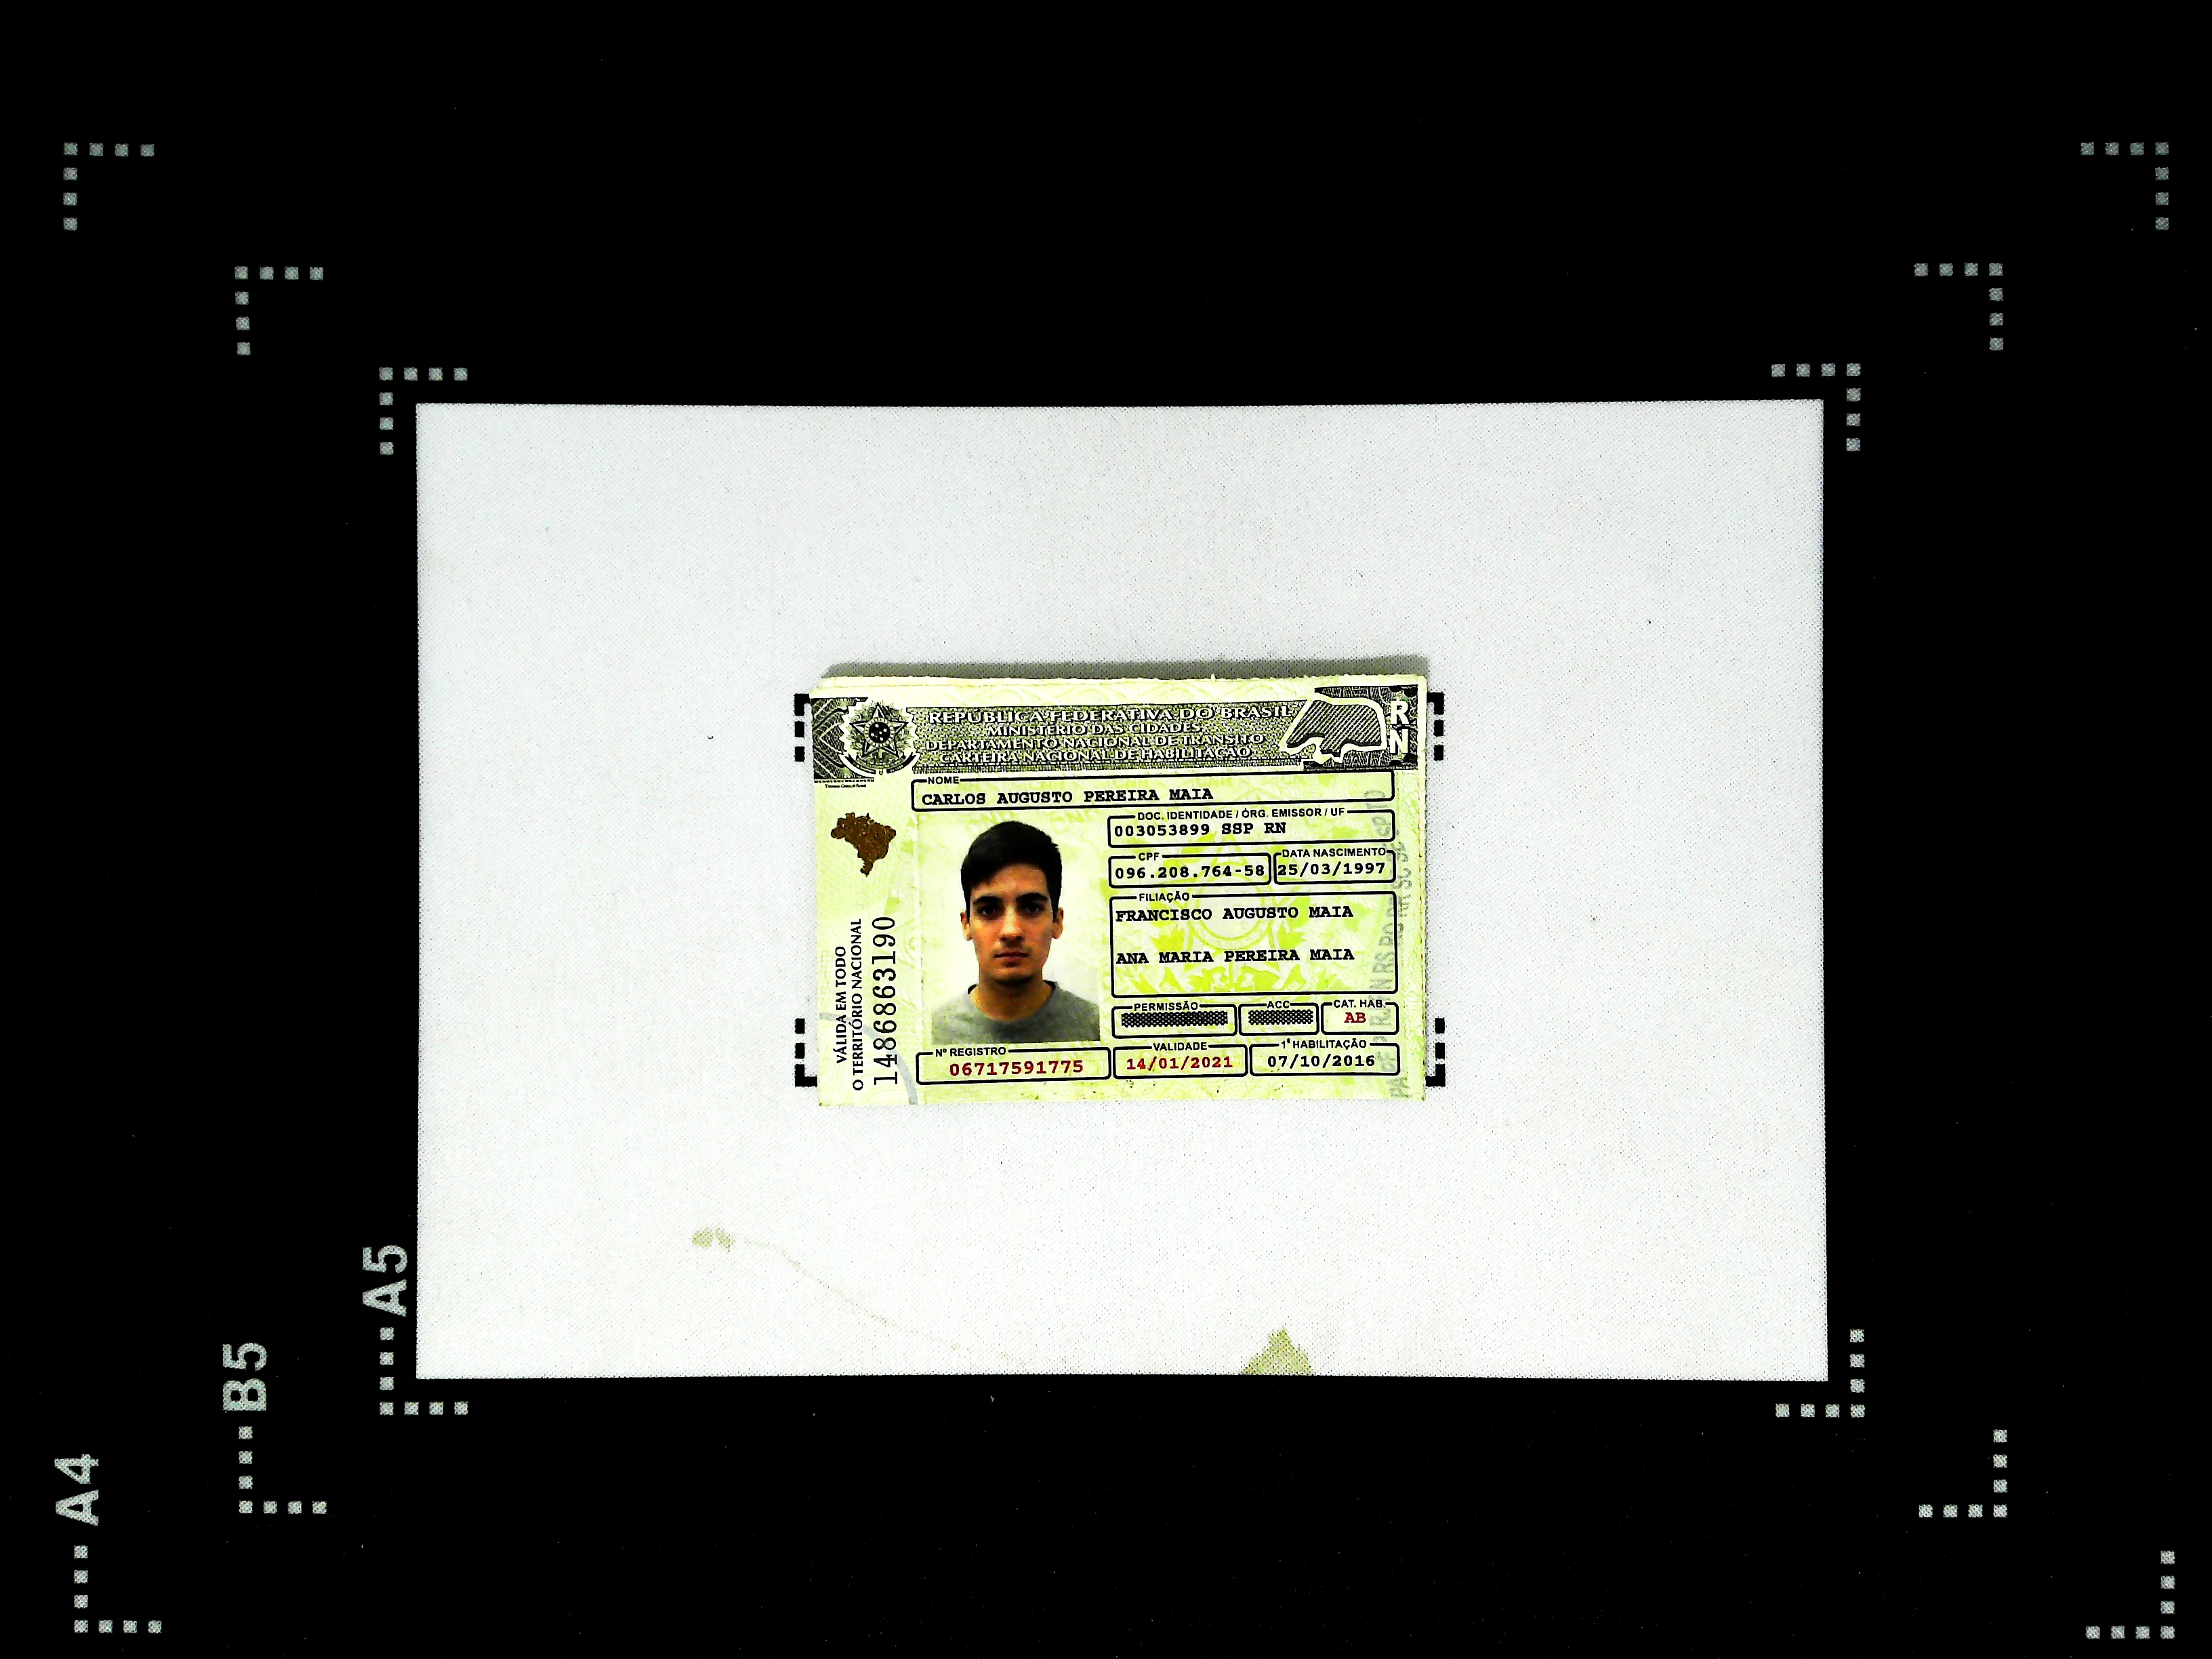 REPÚBLICA FEDERATIVA DO BRASIL
MINISTÉRIO DAS CIDADES
DEPARTAMENTO NACIONAL DE TRÂNSITO
CARTEIRA NACIONAL DE HABILITAÇÃO
RN
NOME
CARLOS AUGUSTO PEREIRA MAIA
DOC. IDENTIDADE / ÓRG. EMISSOR / UF
003053899 SSP RN
CPF
096.208.764-58
DATA NASCIMENTO
25/03/1997
FILIAÇÃO
FRANCISCO AUGUSTO MAIA
ANA MARIA PEREIRA MAIA
PERMISSÃO
ACC
CAT. HAB.
AB
Nº REGISTRO
06717591775
VALIDADE
14/01/2021
1ª HABILITAÇÃO
07/10/2016
VÁLIDA EM TODO
O TERRITÓRIO NACIONAL
1486863190
A5
B5
A4